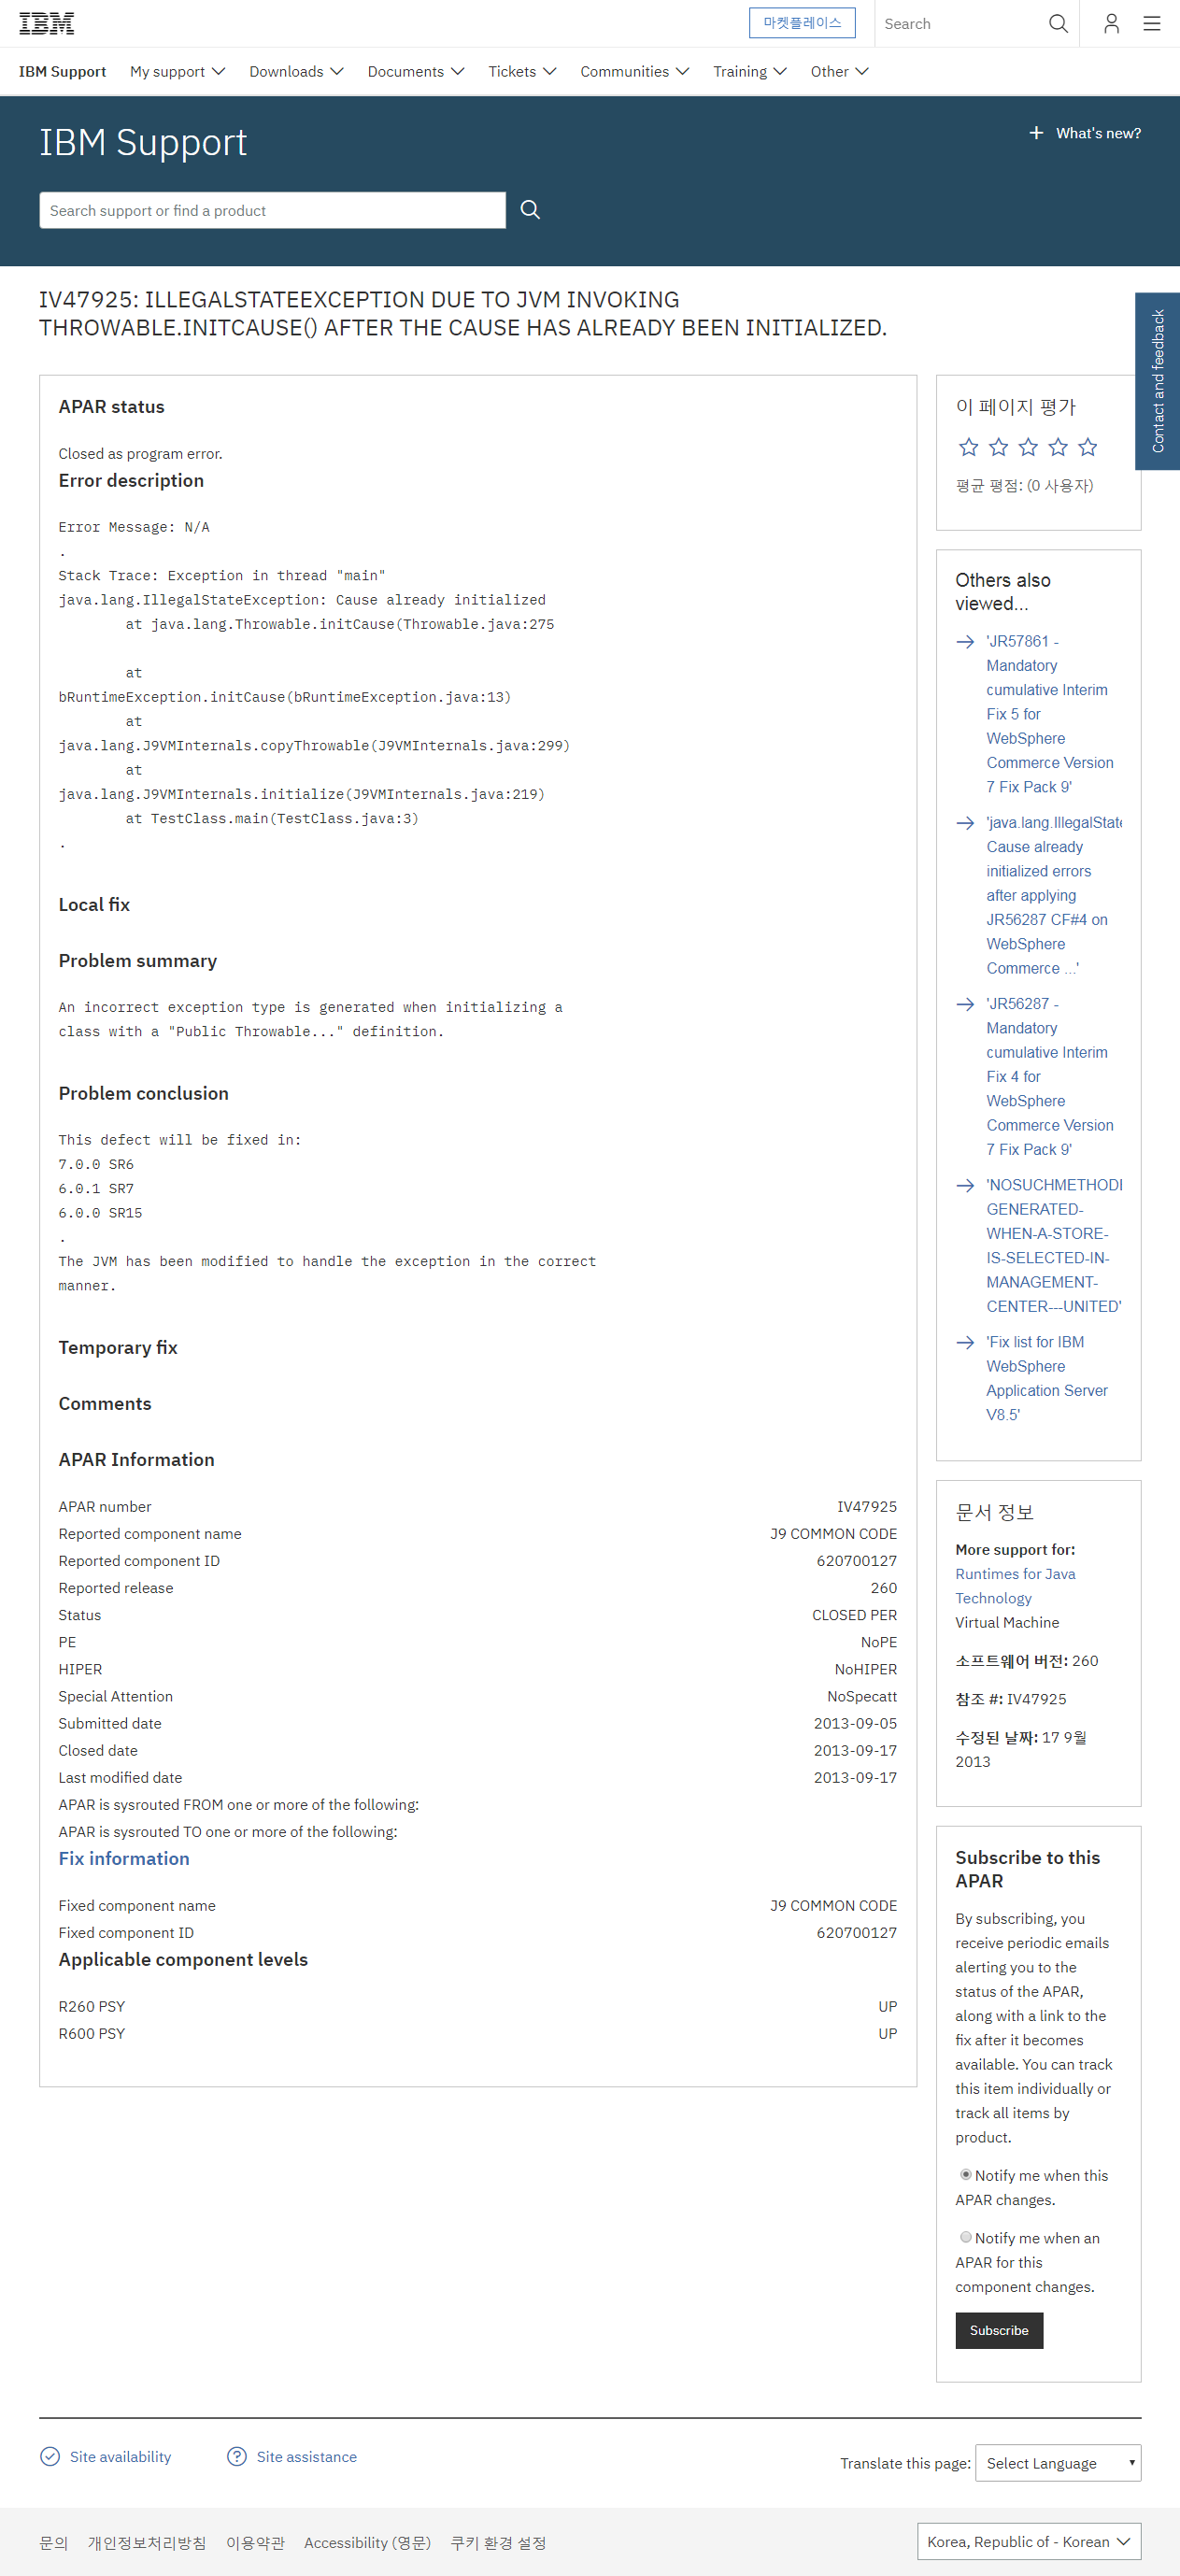 IBM
마켓플레이스
Search
IBM Support
My support
Downloads
Documents
Tickets
Communities
Training
Other
IBM Support
What's new?
Search support or find a product
IV47925: ILLEGALSTATEEXCEPTION DUE TO JVM INVOKING
THROWABLE.INITCAUSE() AFTER THE CAUSE HAS ALREADY BEEN INITIALIZED.
Contact and feedback
APAR status
Closed as program error.
Error description
Error Message: N/A
.
Stack Trace: Exception in thread "main"
java.lang.IllegalStateException: Cause already initialized
at java.lang.Throwable.initCause(Throwable.java:275
at
bRuntimeException.initCause(bRuntimeException.java:13)
at
java.lang.J9VMInternals.copyThrowable(J9VMInternals.java:299)
at
java.lang.J9VMInternals.initialize(J9VMInternals.java:219)
at TestClass.main(TestClass.java:3)
.
Local fix
Problem summary
An incorrect exception type is generated when initializing a
class with a "Public Throwable..." definition.
Problem conclusion
This defect will be fixed in:
7.0.0 SR6
6.0.1 SR7
6.0.0 SR15
.
The JVM has been modified to handle the exception in the correct
manner.
Temporary fix
Comments
APAR Information
APAR number IV47925
Reported component name J9 COMMON CODE
Reported component ID 620700127
Reported release 260
Status CLOSED PER
PE NoPE
HIPER NoHIPER
Special Attention NoSpecatt
Submitted date 2013-09-05
Closed date 2013-09-17
Last modified date 2013-09-17
APAR is sysrouted FROM one or more of the following:
APAR is sysrouted TO one or more of the following:
Fix information
Fixed component name J9 COMMON CODE
Fixed component ID 620700127
Applicable component levels
R260 PSY UP
R600 PSY UP
이 페이지 평가
평균 평점: (0 사용자)
Others also
viewed...
'JR57861 -
Mandatory
cumulative Interim
Fix 5 for
WebSphere
Commerce Version
7 Fix Pack 9'
'java.lang.IllegalState
Cause already
initialized errors
after applying
JR56287 CF#4 on
WebSphere
Commerce ...'
'JR56287 -
Mandatory
cumulative Interim
Fix 4 for
WebSphere
Commerce Version
7 Fix Pack 9'
'NOSUCHMETHODE
GENERATED-
WHEN-A-STORE-
IS-SELECTED-IN-
MANAGEMENT-
CENTER---UNITED'
'Fix list for IBM
WebSphere
Application Server
V8.5'
문서 정보
More support for:
Runtimes for Java
Technology
Virtual Machine
소프트웨어 버전: 260
참조 #: IV47925
수정된 날짜: 17 9월
2013
Subscribe to this
APAR
By subscribing, you
receive periodic emails
alerting you to the
status of the APAR,
along with a link to the
fix after it becomes
available. You can track
this item individually or
track all items by
product.
Notify me when this
APAR changes.
Notify me when an
APAR for this
component changes.
Subscribe
Site availability
Site assistance
Translate this page: Select Language
문의
개인정보처리방침
이용약관
Accessibility (영문)
쿠키 환경 설정
Korea, Republic of - Korean